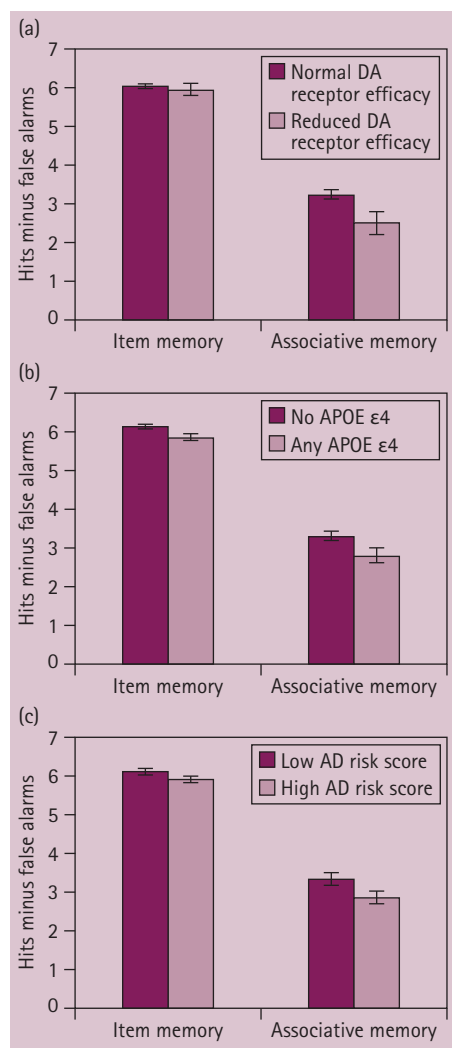 (a)
7
6
5
4
3
2
1
0
Hits minus false alarms
Normal DA
receptor efficacy
Reduced DA
receptor efficacy
Item memory
Associative memory
(b)
7
6
5
4
3
2
1
0
Hits minus false alarms
No APOE ε4
Any APOE ε4
Item memory
Associative memory
(c)
7
6
5
4
3
2
1
0
Hits minus false alarms
Low AD risk score
High AD risk score
Item memory
Associative memory